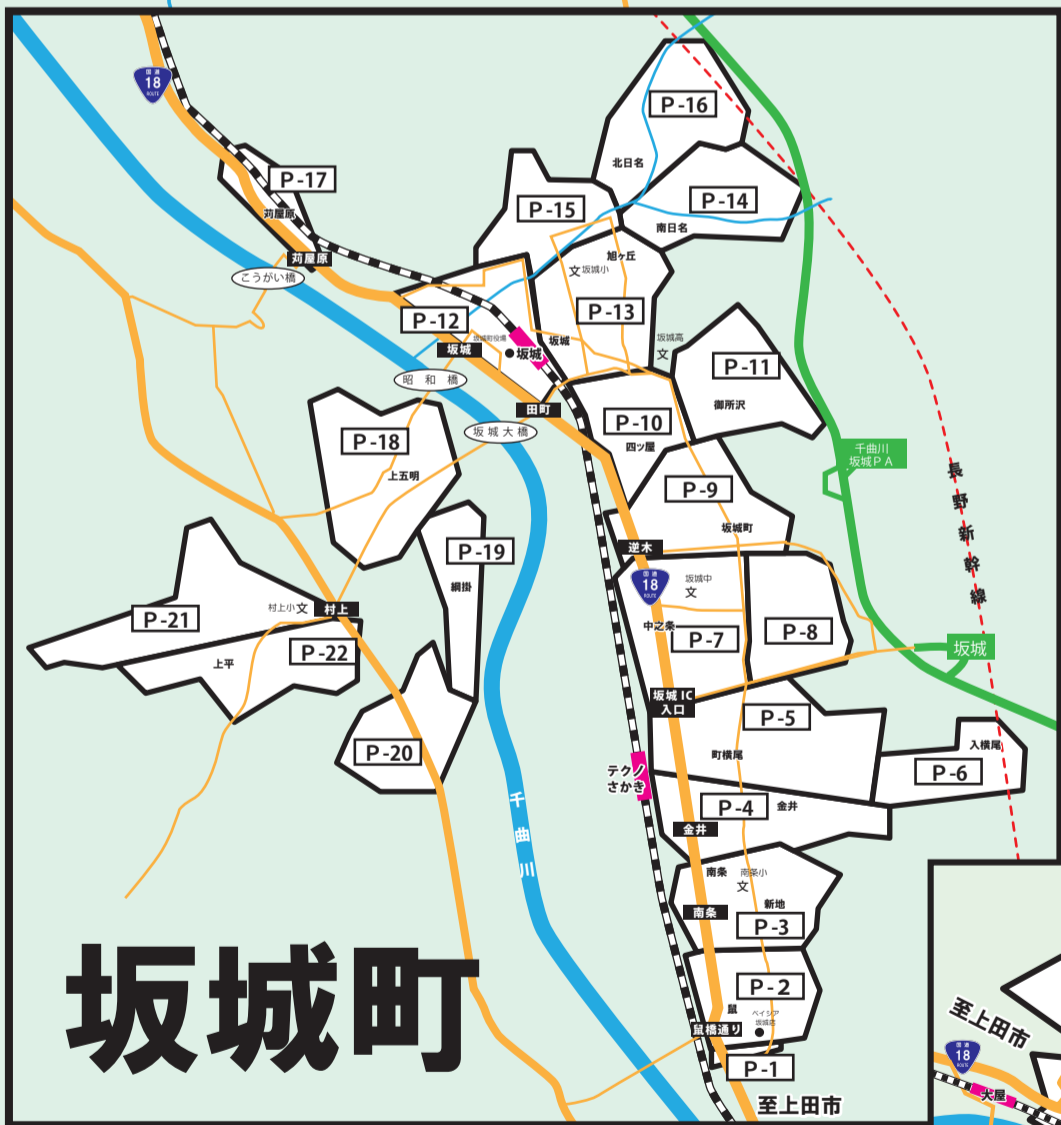 国道
18
ROUTE
P-16
北日名
P-17
苅屋原
P-15
P-14
南日名
苅屋原
旭ヶ丘
文 坂城小
こうがい橋
P-13
P-12
坂城町役場
坂城
坂城
坂城
坂城高
文
P-11
昭和橋
御所沢
田町
P-10
坂城大橋
四ツ屋
P-18
上五明
千曲川
坂城PA
長野新幹線
P-9
坂城町
P-19
逆木
綱掛
国道
18
ROUTE
坂城中
文
村上小 文
村上
P-21
中之条
P-7
P-8
上平
P-22
坂城
坂城IC
入口
P-5
P-20
町横尾
入横尾
P-6
テクノ
さかき
千曲川
P-4
金井
金井
南条
南条小
文
新地
南条
P-3
坂城町
P-2
鼠
ベイシア
坂城店
鼠橋通り
P-1
至上田市
至上田市
国道
18
ROUTE
大屋